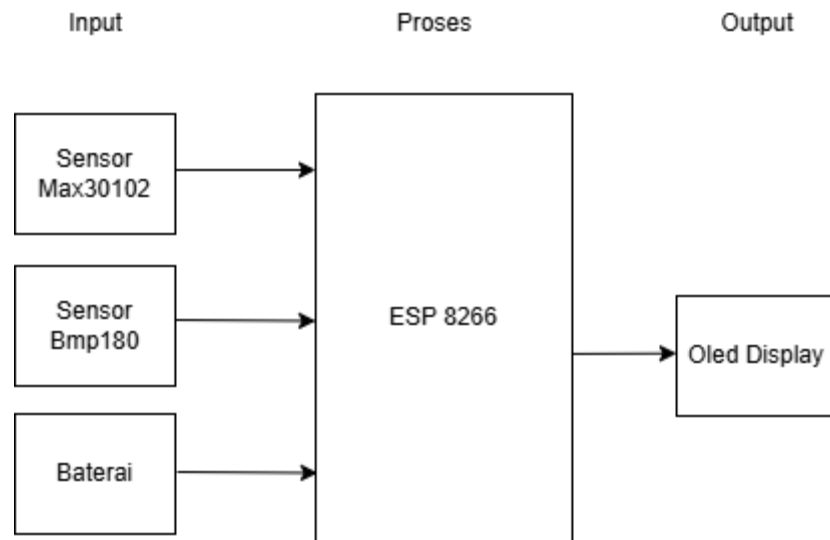 Input
Proses
Output
Sensor
Max30102
Sensor
Bmp180
Baterai
ESP 8266
Oled Display